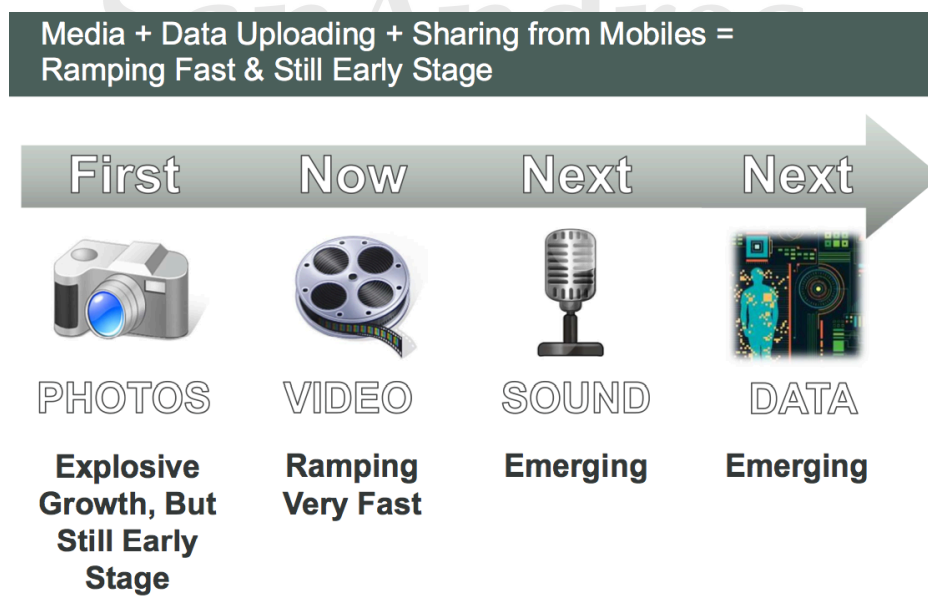 SanAndres
Media + Data Uploading + Sharing from Mobiles =
Ramping Fast & Still Early Stage
First Now Next Next
PHOTOS VIDEO SOUND DATA
Explosive Ramping Emerging Emerging
Growth, But Very Fast
Still Early
Stage